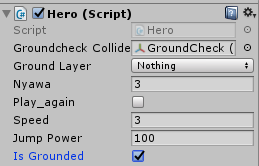 Hero (Script)
Script Hero
Groundcheck Collide GroundCheck (
Ground Layer Nothing
Nyawa 3
Play_again
Speed 3
Jump Power 100
Is Grounded